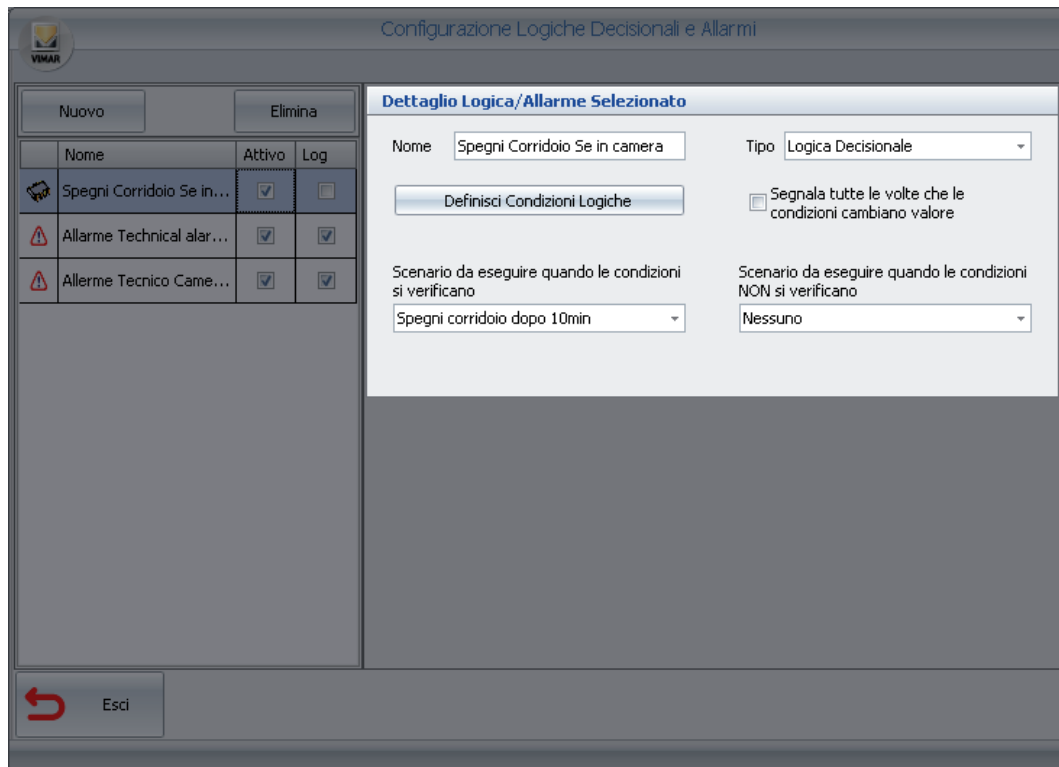 Configurazione Logiche Decisionali e Allarmi
VIMAR
Nuovo
Elimina
Nome Attivo Log
Spegni Corridoio Se in...
Allarme Technical alar...
Allerme Tecnico Came...
Dettaglio Logica/Allarme Selezionato
Nome Spegni Corridoio Se in camera
Tipo Logica Decisionale
Definisci Condizioni Logiche
Segnala tutte le volte che le
condizioni cambiano valore
Scenario da eseguire quando le condizioni
si verificano
Spegni corridoio dopo 10min
Scenario da eseguire quando le condizioni
NON si verificano
Nessuno
Esci